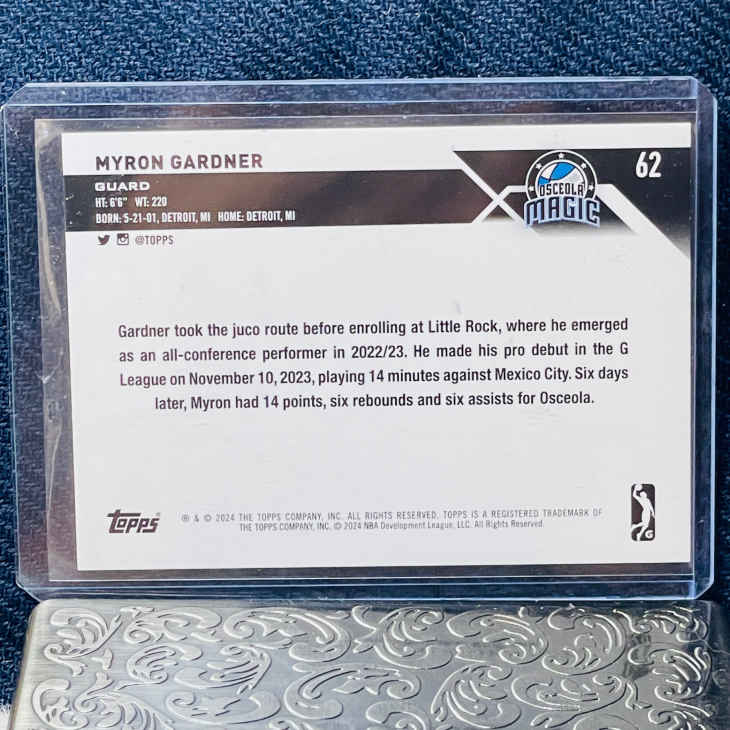 MYRON GARDNER
62
GUARD
HT: 6'6" WT: 220
BORN: 5-21-01, DETROIT, MI HOME: DETROIT, MI
OSCEOLA
MAGIC
@TOPPS
Gardner took the juco route before enrolling at Little Rock, where he emerged
as an all-conference performer in 2022/23. He made his pro debut in the G
League on November 10, 2023, playing 14 minutes against Mexico City. Six days
later, Myron had 14 points, six rebounds and six assists for Osceola.
Topps®
® & © 2024 THE TOPPS COMPANY, INC. ALL RIGHTS RESERVED. TOPPS IS A REGISTERED TRADEMARK OF
THE TOPPS COMPANY, INC. © 2024 NBA Development League, LLC. All Rights Reserved.
G